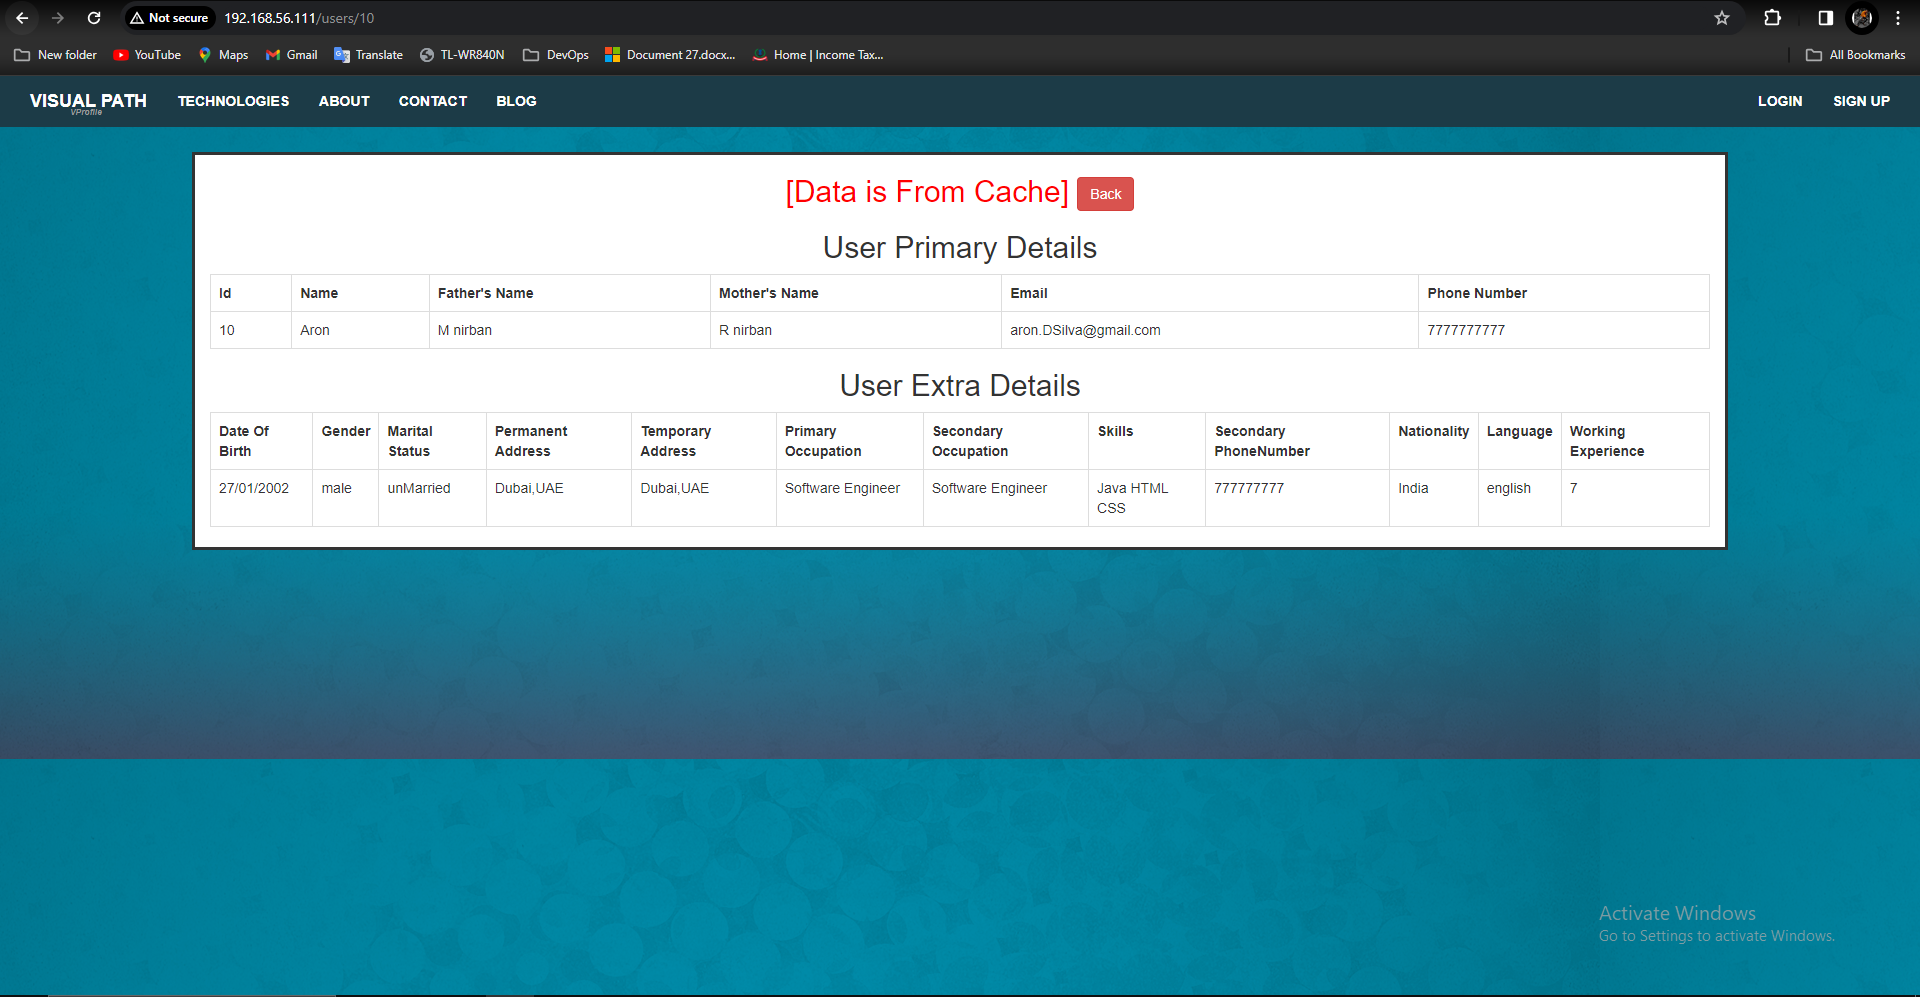 Not secure 192.168.56.111/users/10
New folder YouTube Maps Gmail Translate TL-WR840N DevOps Document 27.docx... Home | Income Tax... All Bookmarks
VISUAL PATH TECHNOLOGIES ABOUT CONTACT BLOG LOGIN SIGN UP
VProfile
[Data is From Cache] Back
User Primary Details
Id Name Father's Name Mother's Name Email Phone Number
10 Aron M nirban R nirban aron.DSilva@gmail.com 7777777777
User Extra Details
Date Of Birth Gender Marital Status Permanent Address Temporary Address Primary Occupation Secondary Occupation Skills Secondary PhoneNumber Nationality Language Working Experience
27/01/2002 male unMarried Dubai,UAE Dubai,UAE Software Engineer Software Engineer Java HTML CSS 777777777 India english 7
Activate Windows
Go to Settings to activate Windows.